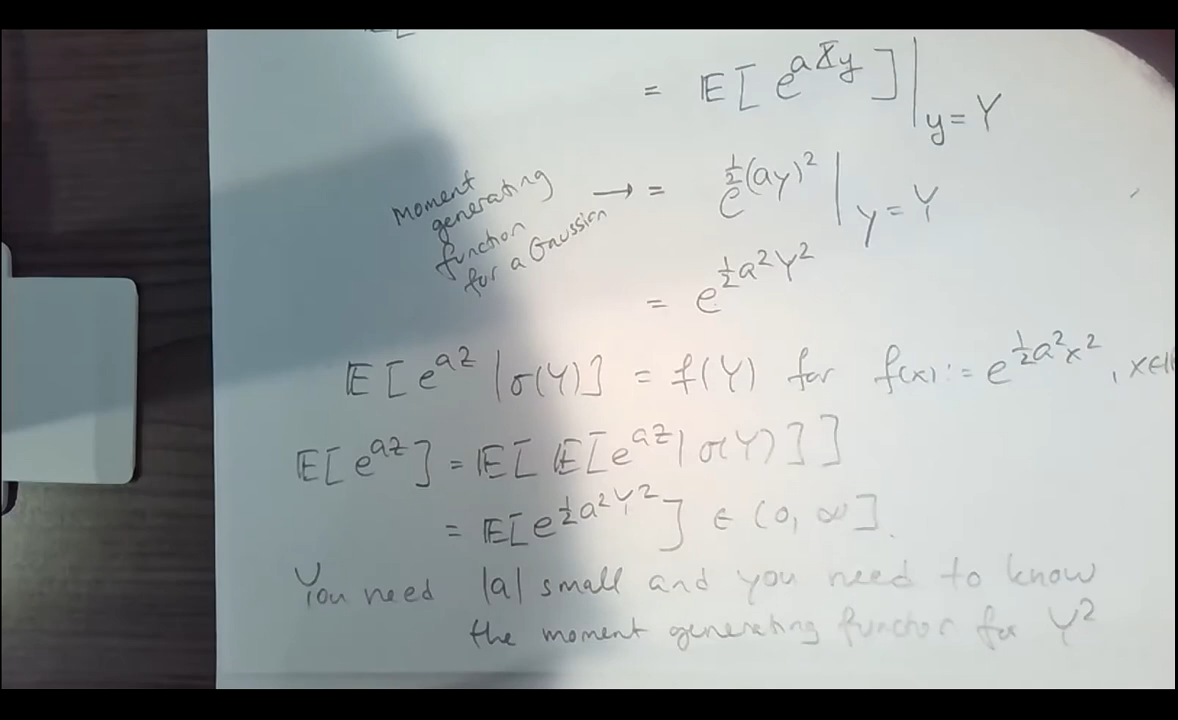 = 𝔼[e^{aXy}]|_{y=Y}
Moment
generating
function
for a Gaussian
→ = e^{½(ay)²}|_{y=Y}
= e^{½a²Y²}
𝔼[e^{aZ}|σ(Y)] = f(Y) for f(x) := e^{½a²x²}, x∈
𝔼[e^{aZ}] = 𝔼[𝔼[e^{aZ}|σ(Y)]]
= 𝔼[e^{½a²Y²}] ∈ (0, ∞].
You need |a| small and you need to know
the moment generating function for Y²